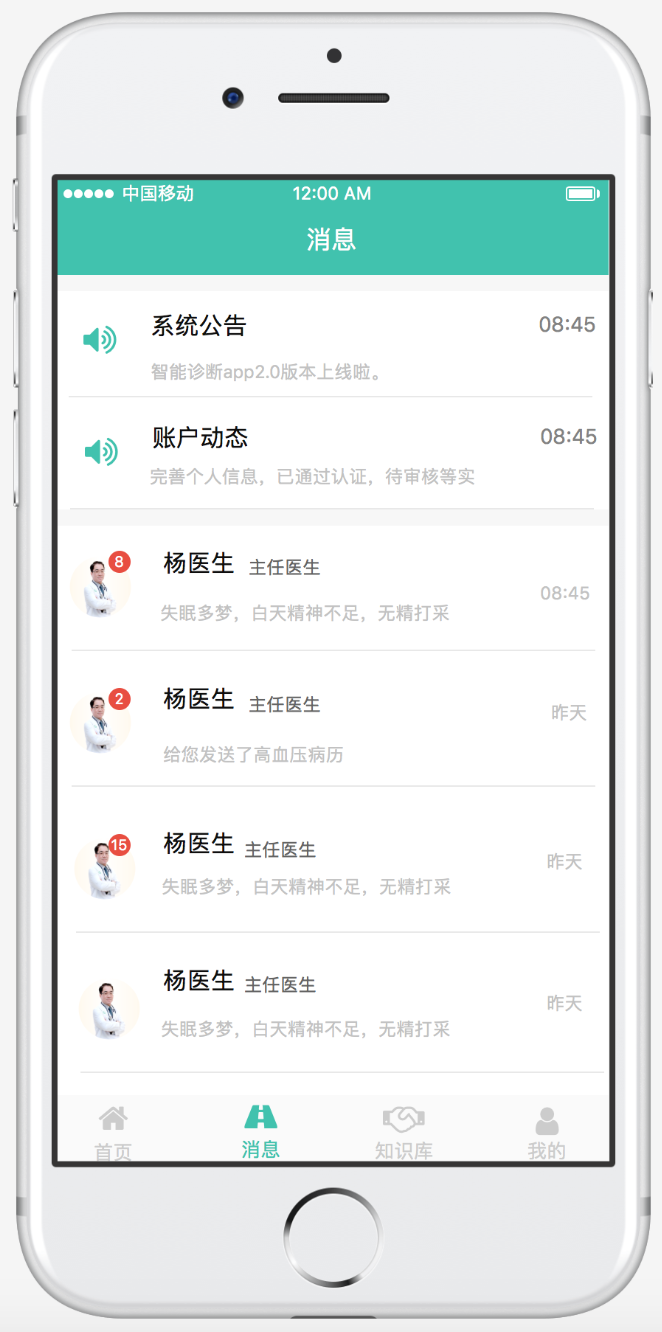 中国移动 12:00 AM
消息
系统公告 08:45
智能诊断app2.0版本上线啦。
账户动态 08:45
完善个人信息，已通过认证，待审核等实
8
杨医生 主任医生
08:45
失眠多梦，白天精神不足，无精打采
2
杨医生 主任医生
昨天
给您发送了高血压病历
15
杨医生 主任医生
昨天
失眠多梦，白天精神不足，无精打采
杨医生 主任医生
昨天
失眠多梦，白天精神不足，无精打采
首页 消息 知识库 我的